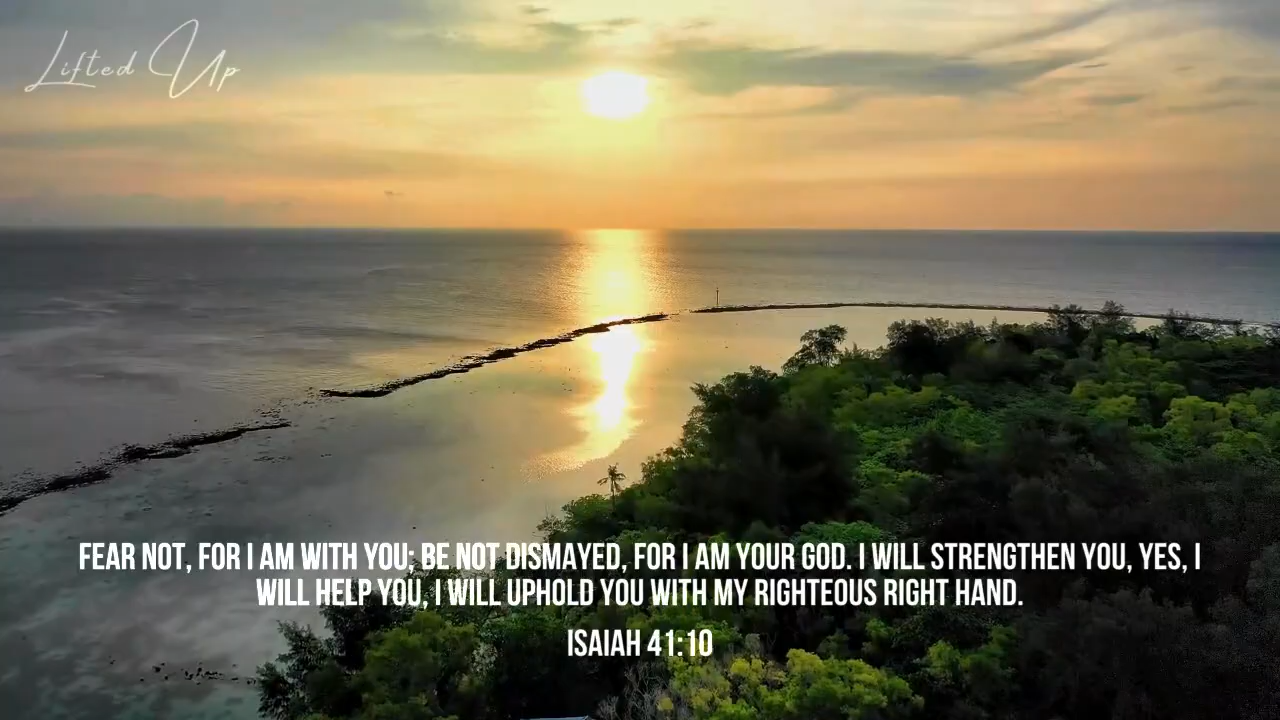 Lifted Up
FEAR NOT, FOR I AM WITH YOU; BE NOT DISMAYED, FOR I AM YOUR GOD. I WILL STRENGTHEN YOU, YES, I
WILL HELP YOU, I WILL UPHOLD YOU WITH MY RIGHTEOUS RIGHT HAND.
ISAIAH 41:10